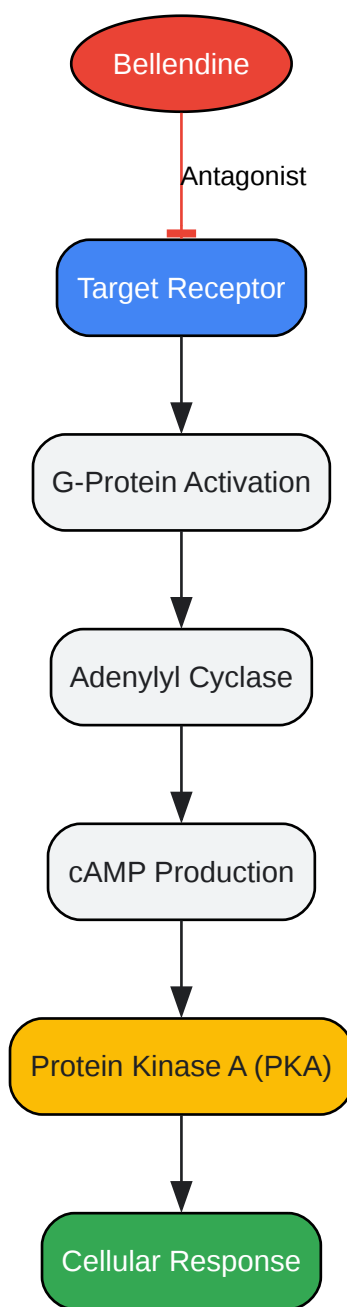 Bellendine
Antagonist
Target Receptor
G-Protein Activation
Adenylyl Cyclase
cAMP Production
Protein Kinase A (PKA)
Cellular Response